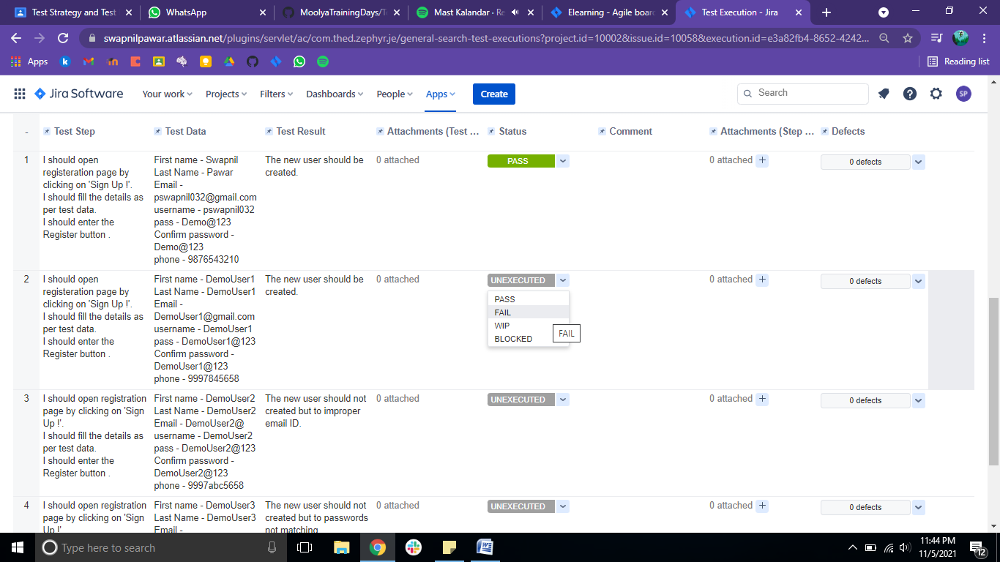 Test Strategy and Test
WhatsApp
MoolyaTrainingDays/T
Mast Kalandar · Re
Elearning - Agile board
Test Execution - Jira
swapnilpawar.atlassian.net/plugins/servlet/ac/com.thed.zephyr.je/general-search-test-executions?project.id=10002&issue.id=10058&execution.id=e3a82fb4-8652-4242...
Apps
Reading list
Jira Software
Your work
Projects
Filters
Dashboards
People
Apps
Create
Search
SP
- Test Step Test Data Test Result Attachments (Test ... Status Comment Attachments (Step ... Defects
1
I should open
registeration page by
clicking on 'Sign Up !'.
I should fill the details as
per test data.
I should enter the
Register button .
First name - Swapnil
Last Name - Pawar
Email -
pswapnil032@gmail.com
username - pswapnil032
pass - Demo@123
Confirm password -
Demo@123
phone - 9876543210
The new user should be
created.
0 attached
PASS
0 attached +
0 defects
2
I should open
registeration page by
clicking on 'Sign Up !'.
I should fill the details as
per test data.
I should enter the
Register button .
First name - DemoUser1
Last Name - DemoUser1
Email -
DemoUser1@gmail.com
username - DemoUser1
pass - DemoUser1@123
Confirm password -
DemoUser1@123
phone - 9997845658
The new user should be
created.
0 attached
UNEXECUTED
PASS
FAIL
WIP
BLOCKED
FAIL
0 attached +
0 defects
3
I should open registration
page by clicking on 'Sign
Up !'.
I should fill the details as
per test data.
I should enter the
Register button .
First name - DemoUser2
Last Name - DemoUser2
Email - DemoUser2@
username - DemoUser2
pass - DemoUser2@123
Confirm password -
DemoUser2@123
phone - 9997abc5658
The new user should not
created but to improper
email ID.
0 attached
UNEXECUTED
0 attached +
0 defects
4
I should open registration
page by clicking on 'Sign
Up !'
First name - DemoUser3
Last Name - DemoUser3
Email -
The new user should not
created but to passwords
not matching
0 attached
UNEXECUTED
0 attached +
0 defects
Type here to search
11:44 PM
11/5/2021
12